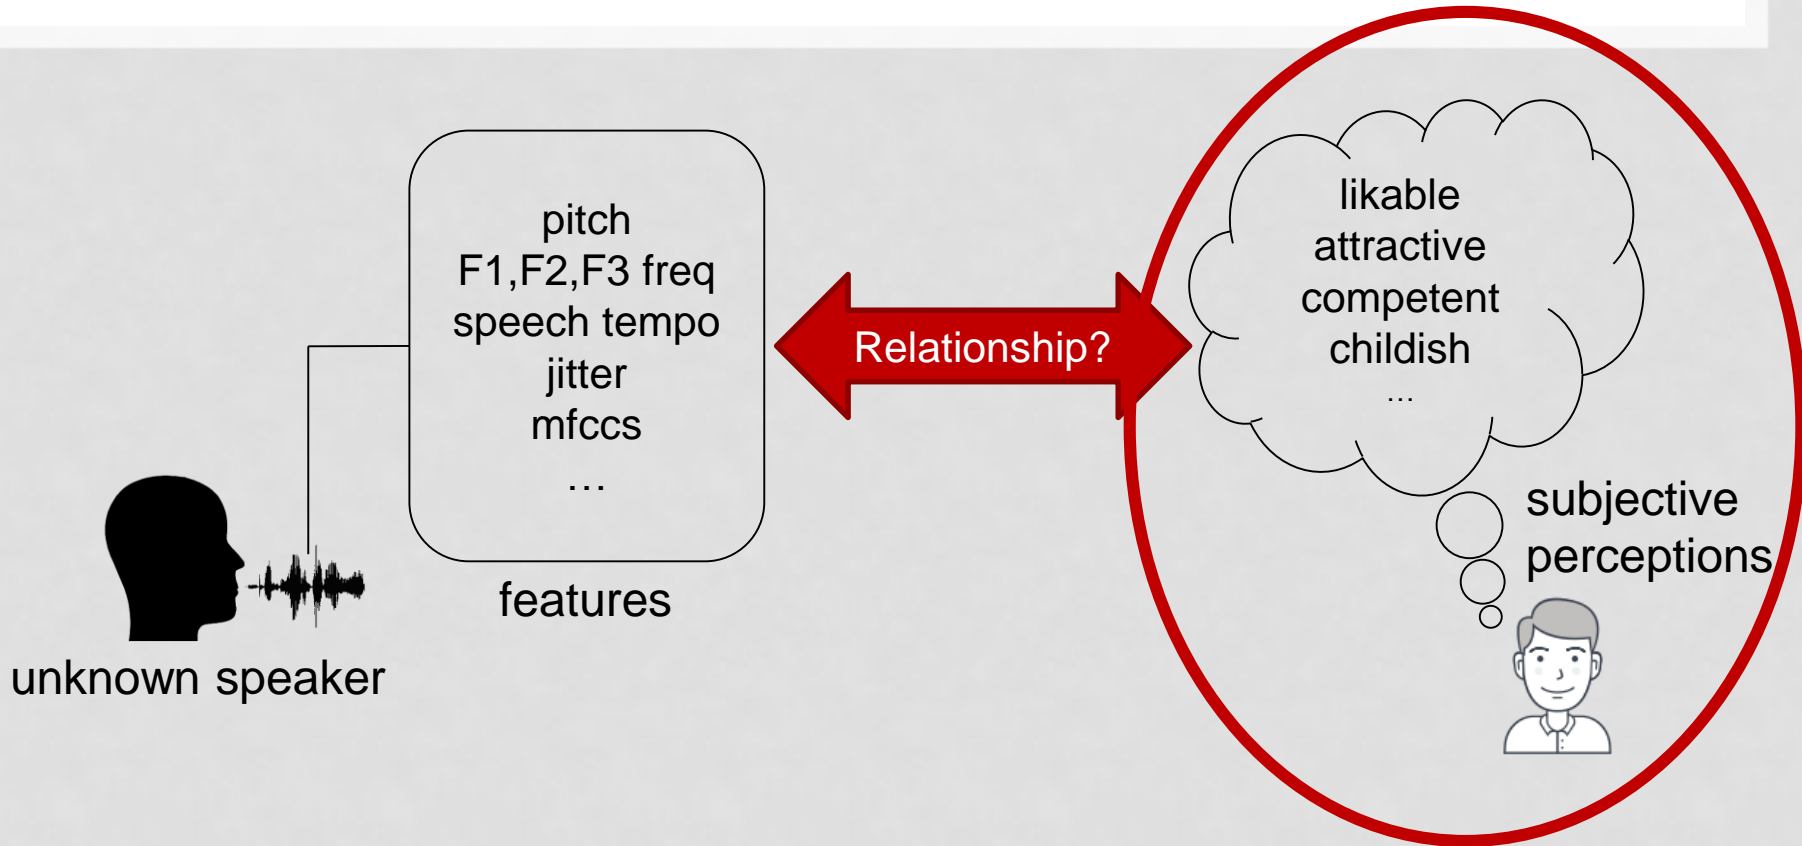 pitch
F1,F2,F3 freq
speech tempo
jitter
mfccs
…
features
unknown speaker
Relationship?
likable
attractive
competent
childish
…
subjective
perceptions